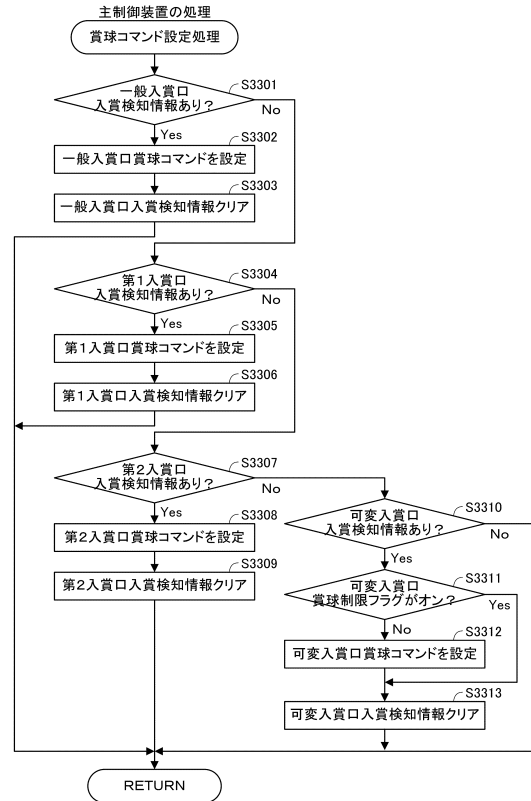 主制御装置の処理
賞球コマンド設定処理
S3301
一般入賞口
入賞検知情報あり?
No
Yes
S3302
一般入賞口賞球コマンドを設定
S3303
一般入賞口入賞検知情報クリア
S3304
第1入賞口
入賞検知情報あり?
No
Yes
S3305
第1入賞口賞球コマンドを設定
S3306
第1入賞口入賞検知情報クリア
S3307
第2入賞口
入賞検知情報あり?
No
Yes
S3308
第2入賞口賞球コマンドを設定
S3309
第2入賞口入賞検知情報クリア
S3310
可変入賞口
入賞検知情報あり?
No
Yes
S3311
可変入賞口
賞球制限フラグがオン?
Yes
No
S3312
可変入賞口賞球コマンドを設定
S3313
可変入賞口入賞検知情報クリア
RETURN